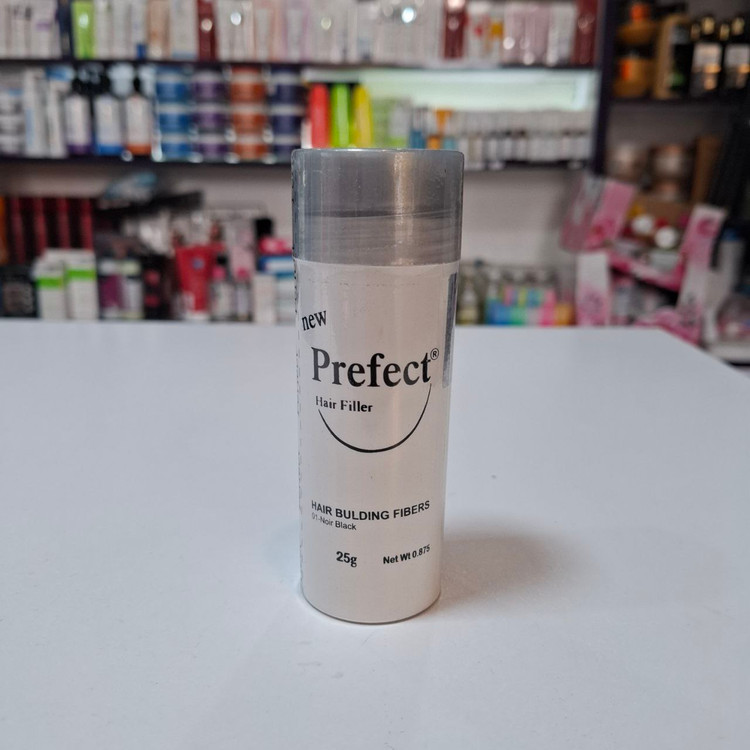 new
Prefect®
Hair Filler
HAIR BULDING FIBERS
01-Noir Black
25g Net Wt 0.875